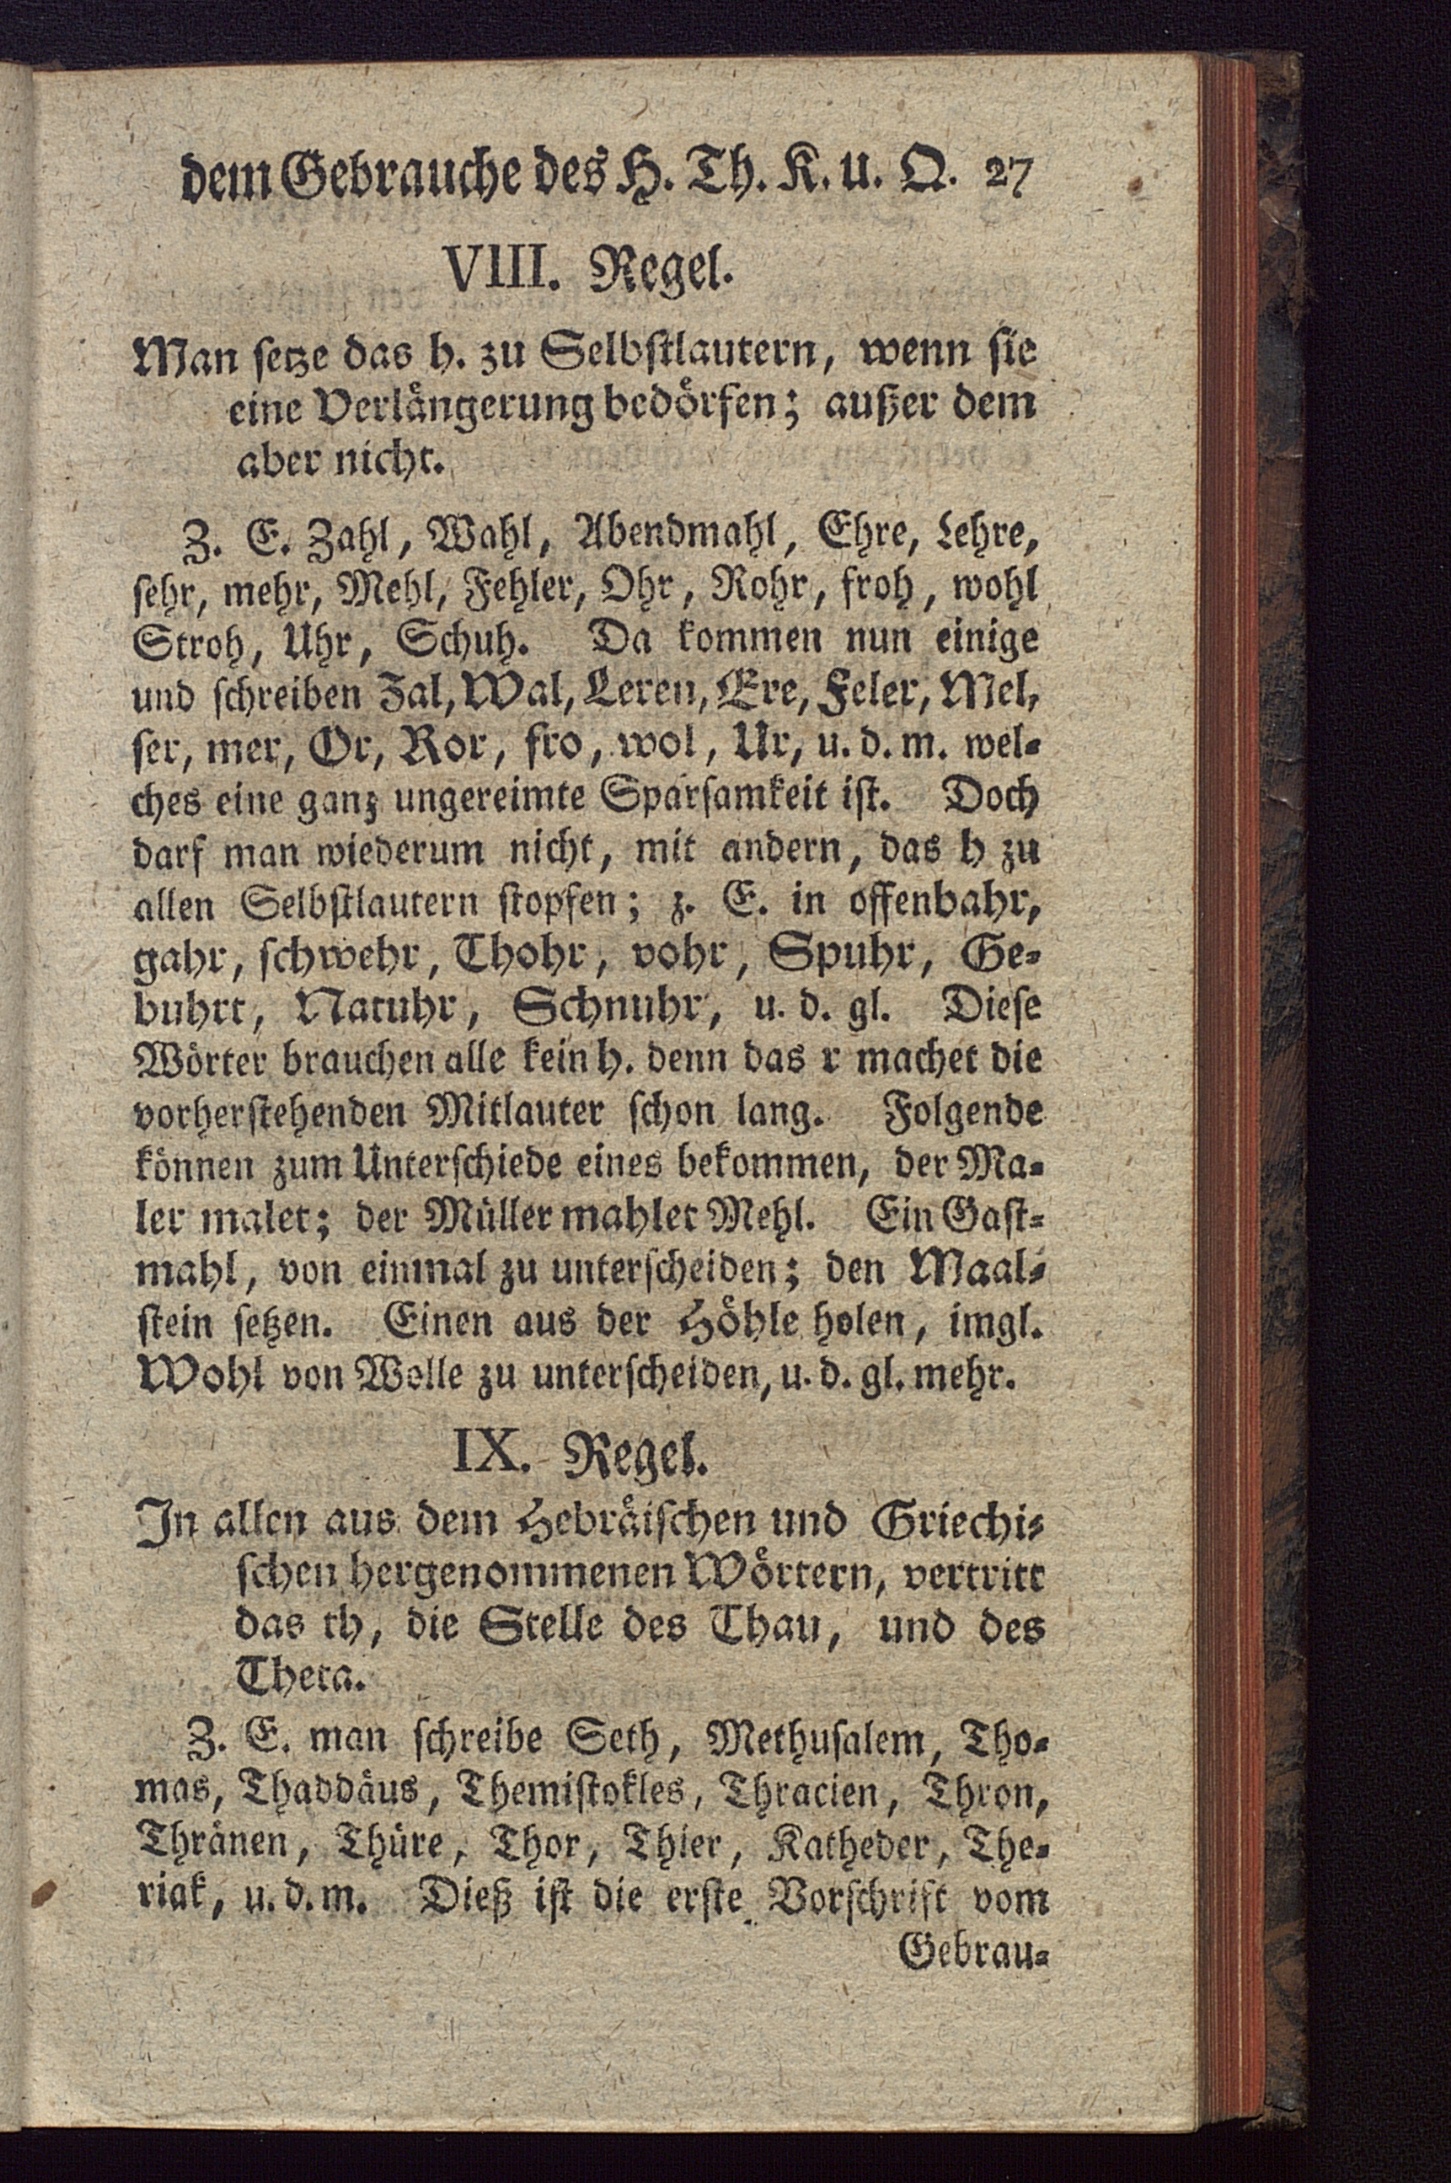 dem Gebrauche des H. Th. K. u. Q. 27
VIII. Regel.
Man setze das h. zu Selbstlautern, wenn sie
eine Verlängerung bedörfen; außer dem
aber nicht.
Z. E. Zahl, Wahl, Abendmahl, Ehre, Lehre,
sehr, mehr, Mehl, Fehler, Ohr, Rohr, froh, wohl
Stroh, Uhr, Schuh. Da kommen nun einige
und schreiben Zal, Wal, Leren, Ere, Feler, Mel,
ser, mer, Or, Ror, fro, wol, Ur, u. d. m. wel-
ches eine ganz ungereimte Sparsamkeit ist. Doch
darf man wiederum nicht, mit andern, das h zu
allen Selbstlautern stopfen; z. E. in offenbahr,
gahr, schwehr, Thohr, vohr, Spuhr, Ge-
buhrt, Natuhr, Schnuhr, u. d. gl. Diese
Wörter brauchen alle kein h. denn das r machet die
vorherstehenden Mitlauter schon lang. Folgende
können zum Unterschiede eines bekommen, der Ma-
ler malet; der Müller mahlet Mehl. Ein Gast-
mahl, von einmal zu unterscheiden; den Maal-
stein setzen. Einen aus der Höhle holen, imgl.
Wohl von Wolle zu unterscheiden, u. d. gl. mehr.
IX. Regel.
In allen aus dem Hebräischen und Griechi-
schen hergenommenen Wörtern, vertritt
das th, die Stelle des Thau, und des
Theta.
Z. E. man schreibe Seth, Methusalem, Tho-
mas, Thaddäus, Themistokles, Thracien, Thron,
Thränen, Thüre, Thor, Thier, Katheder, The-
riak, u. d. m. Dieß ist die erste Vorschrift vom
Gebrau-